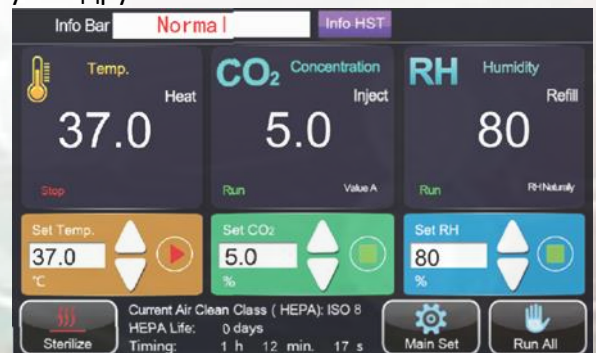 Info Bar Normal Info HST
Temp.
Heat
37.0
Stop
CO₂ Concentration
Inject
5.0
Run Value A
RH Humidity
Refill
80
Run RH Naturally
Set Temp.
37.0
℃
Set CO₂
5.0
%
Set RH
80
%
Sterilize
Current Air Clean Class ( HEPA): ISO 8
HEPA Life: 0 days
Timing: 1 h 12 min. 17 s
Main Set
Run All